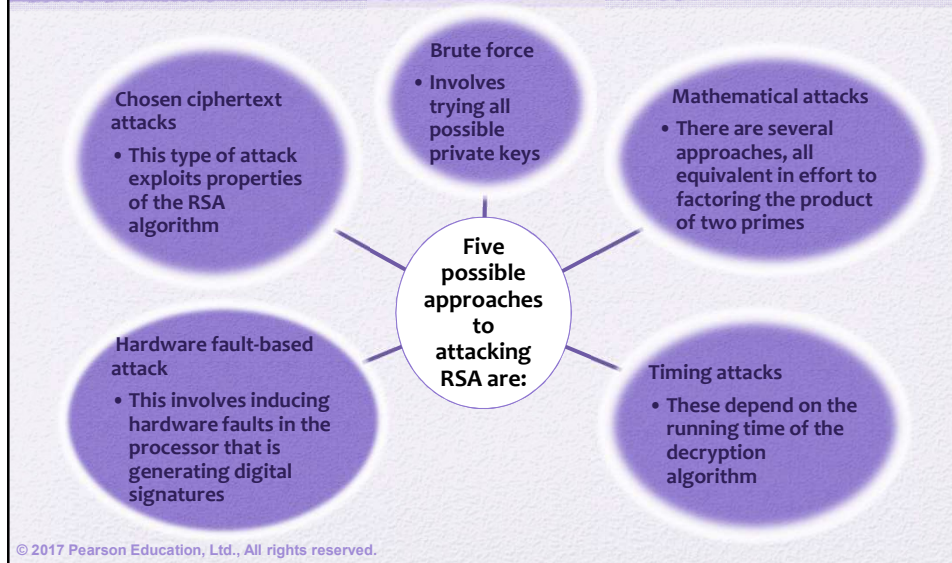 Brute force
• Involves
trying all
possible
private keys
Mathematical attacks
• There are several
approaches, all
equivalent in effort to
factoring the product
of two primes
Timing attacks
• These depend on the
running time of the
decryption
algorithm
Hardware fault-based
attack
• This involves inducing
hardware faults in the
processor that is
generating digital
signatures
Chosen ciphertext
attacks
• This type of attack
exploits properties
of the RSA
algorithm
Five
possible
approaches
to
attacking
RSA are:
© 2017 Pearson Education, Ltd., All rights reserved.